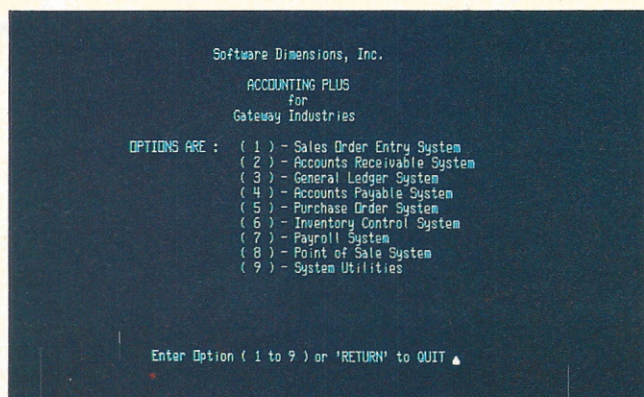 Software Dimensions, Inc.
ACCOUNTING PLUS
for
Gateway Industries
OPTIONS ARE : ( 1 ) - Sales Order Entry System
( 2 ) - Accounts Receivable System
( 3 ) - General Ledger System
( 4 ) - Accounts Payable System
( 5 ) - Purchase Order System
( 6 ) - Inventory Control System
( 7 ) - Payroll System
( 8 ) - Point of Sale System
( 9 ) - System Utilities
Enter Option ( 1 to 9 ) or 'RETURN' to QUIT